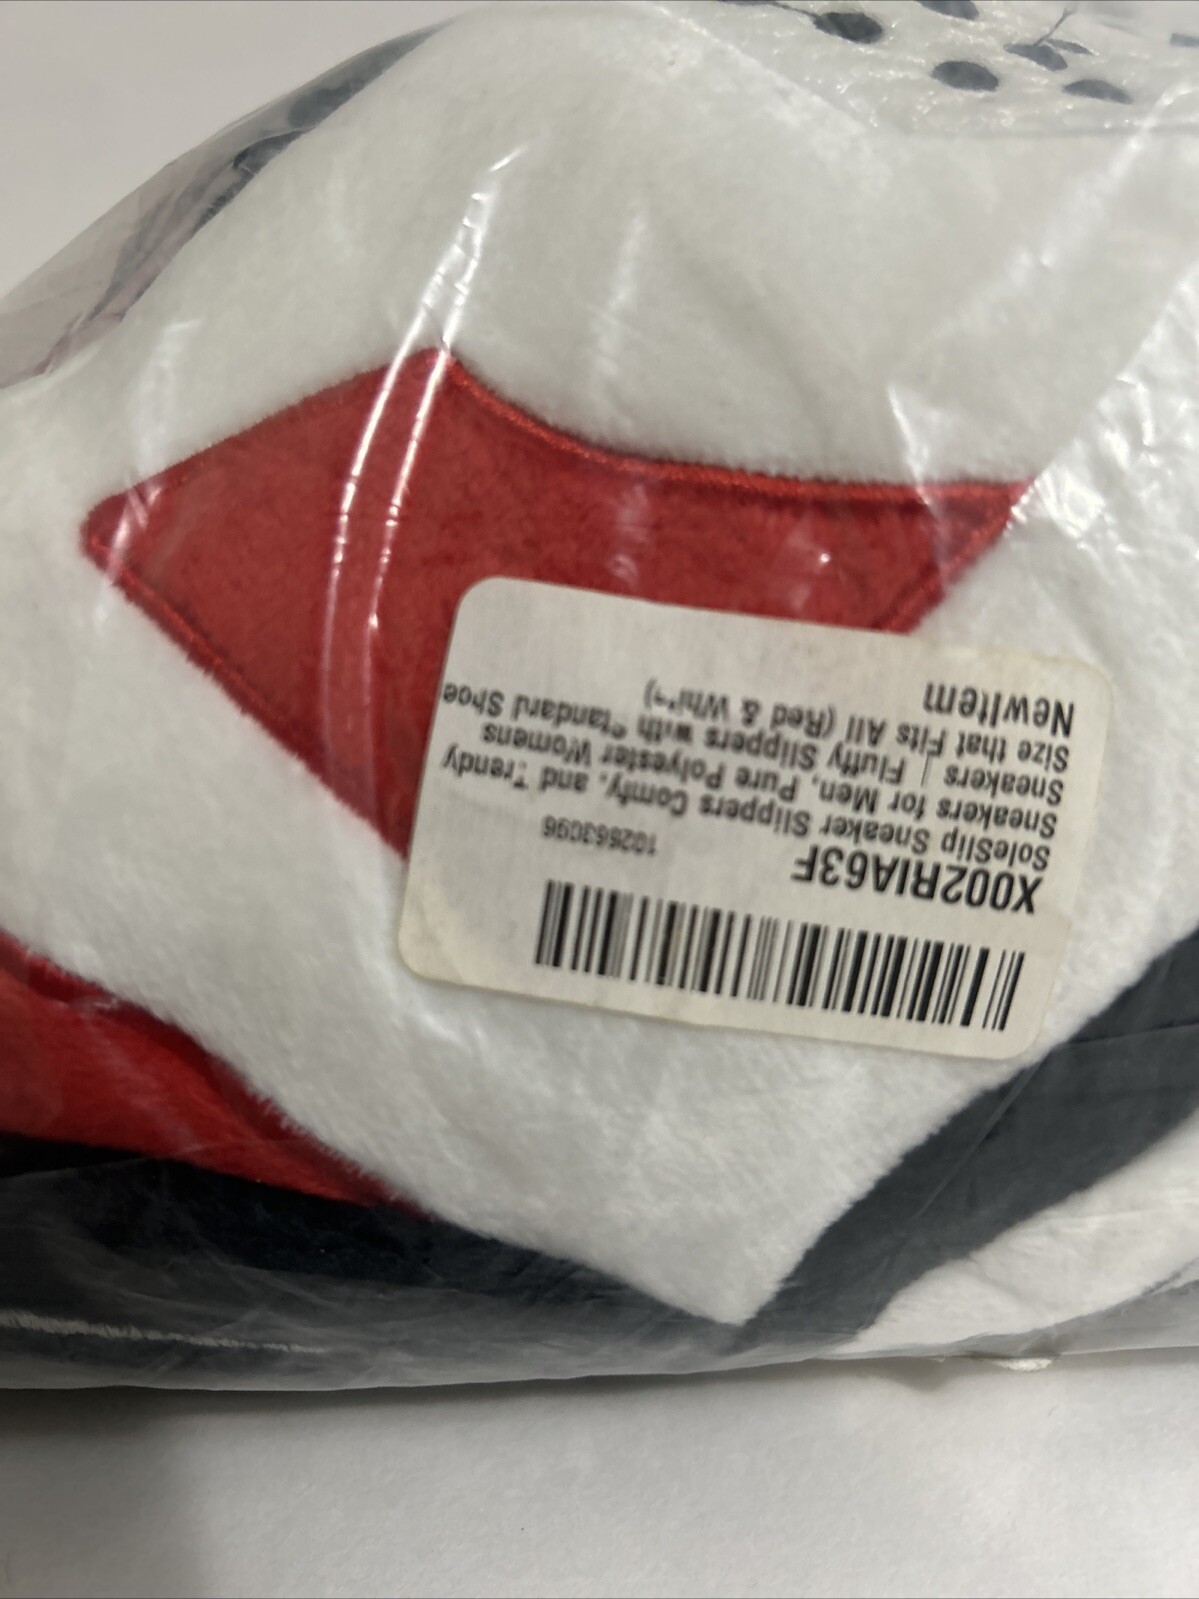 X002RIA63F
102663096
SoleSlip Sneaker Slippers Comfy, and Trendy
Sneakers for Men, Pure Polyester Womens
Sneakers | Fluffy Slippers with Standard Shoe
Size that Fits All (Red &
NewItem